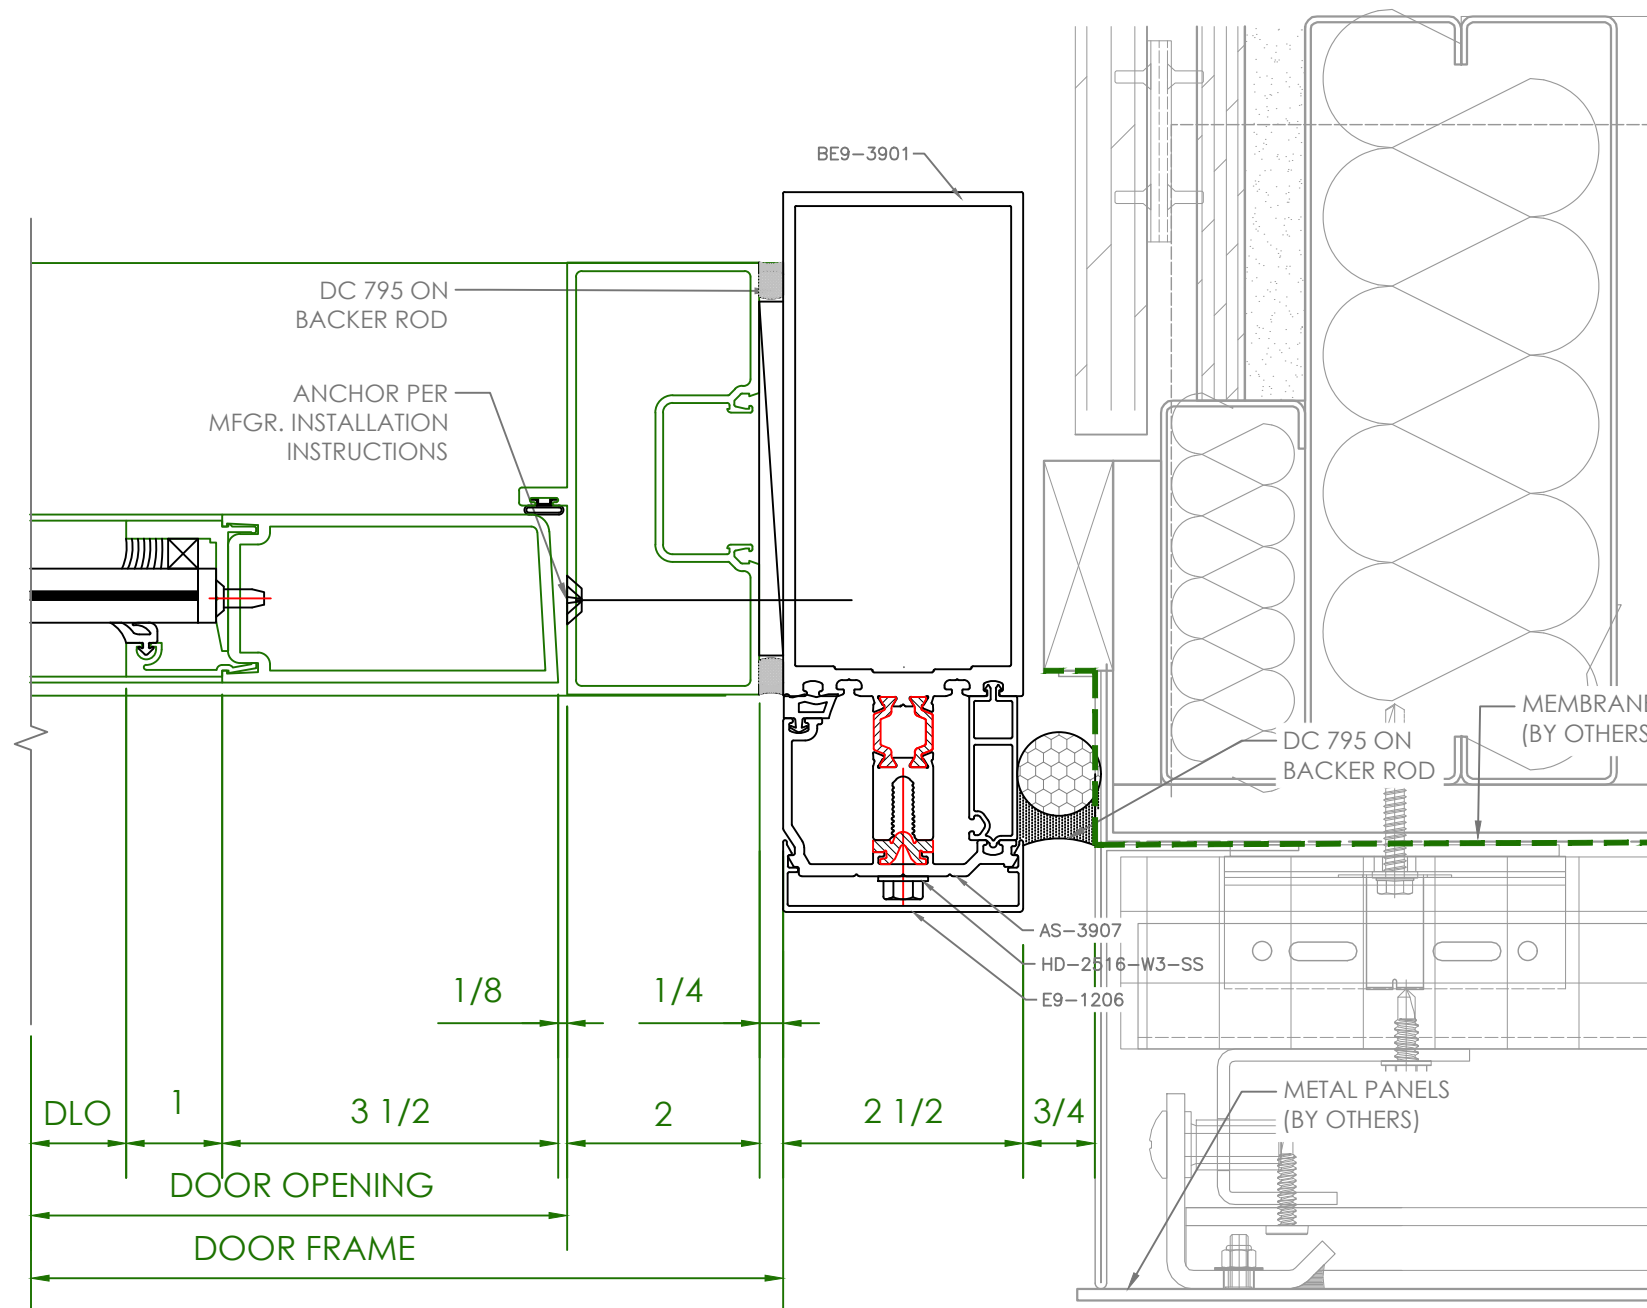 BE9-3901
DC 795 ON
BACKER ROD
ANCHOR PER
MFGR. INSTALLATION
INSTRUCTIONS
MEMBRANE
(BY OTHERS
DC 795 ON
BACKER ROD
AS-3907
HD-2516-W3-SS
E9-1206
1/8
1/4
DLO
1
3 1/2
2
2 1/2
3/4
METAL PANELS
(BY OTHERS)
DOOR OPENING
DOOR FRAME